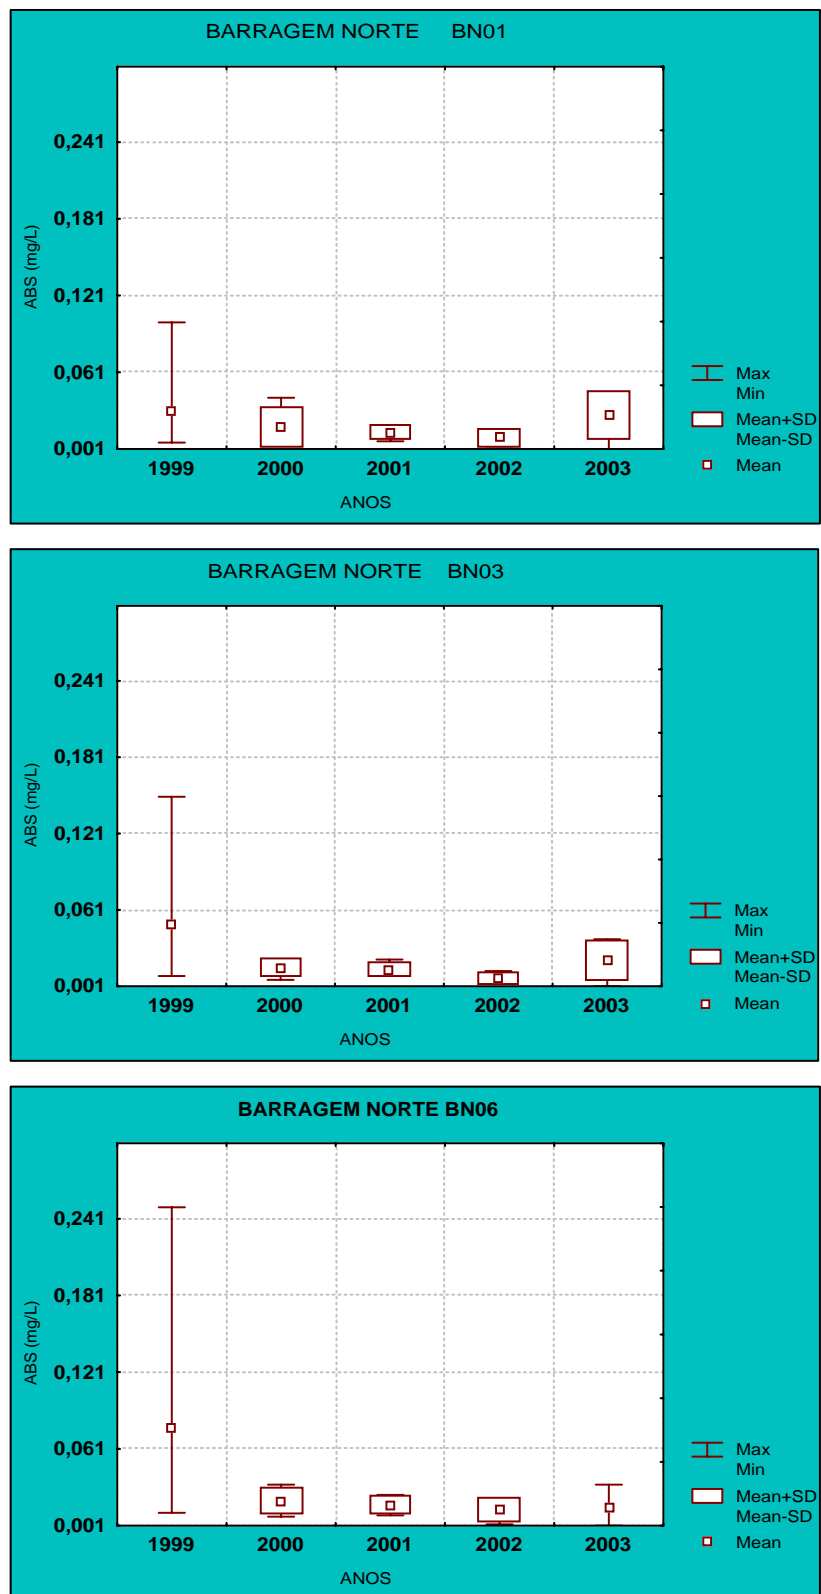 BARRAGEM NORTE BN01
ABS (mg/L)
0,241
0,181
0,121
0,061
0,001
1999 2000 2001 2002 2003
ANOS
Max
Min
Mean+SD
Mean-SD
Mean
BARRAGEM NORTE BN03
ABS (mg/L)
0,241
0,181
0,121
0,061
0,001
1999 2000 2001 2002 2003
ANOS
Max
Min
Mean+SD
Mean-SD
Mean
BARRAGEM NORTE BN06
ABS (mg/L)
0,241
0,181
0,121
0,061
0,001
1999 2000 2001 2002 2003
ANOS
Max
Min
Mean+SD
Mean-SD
Mean